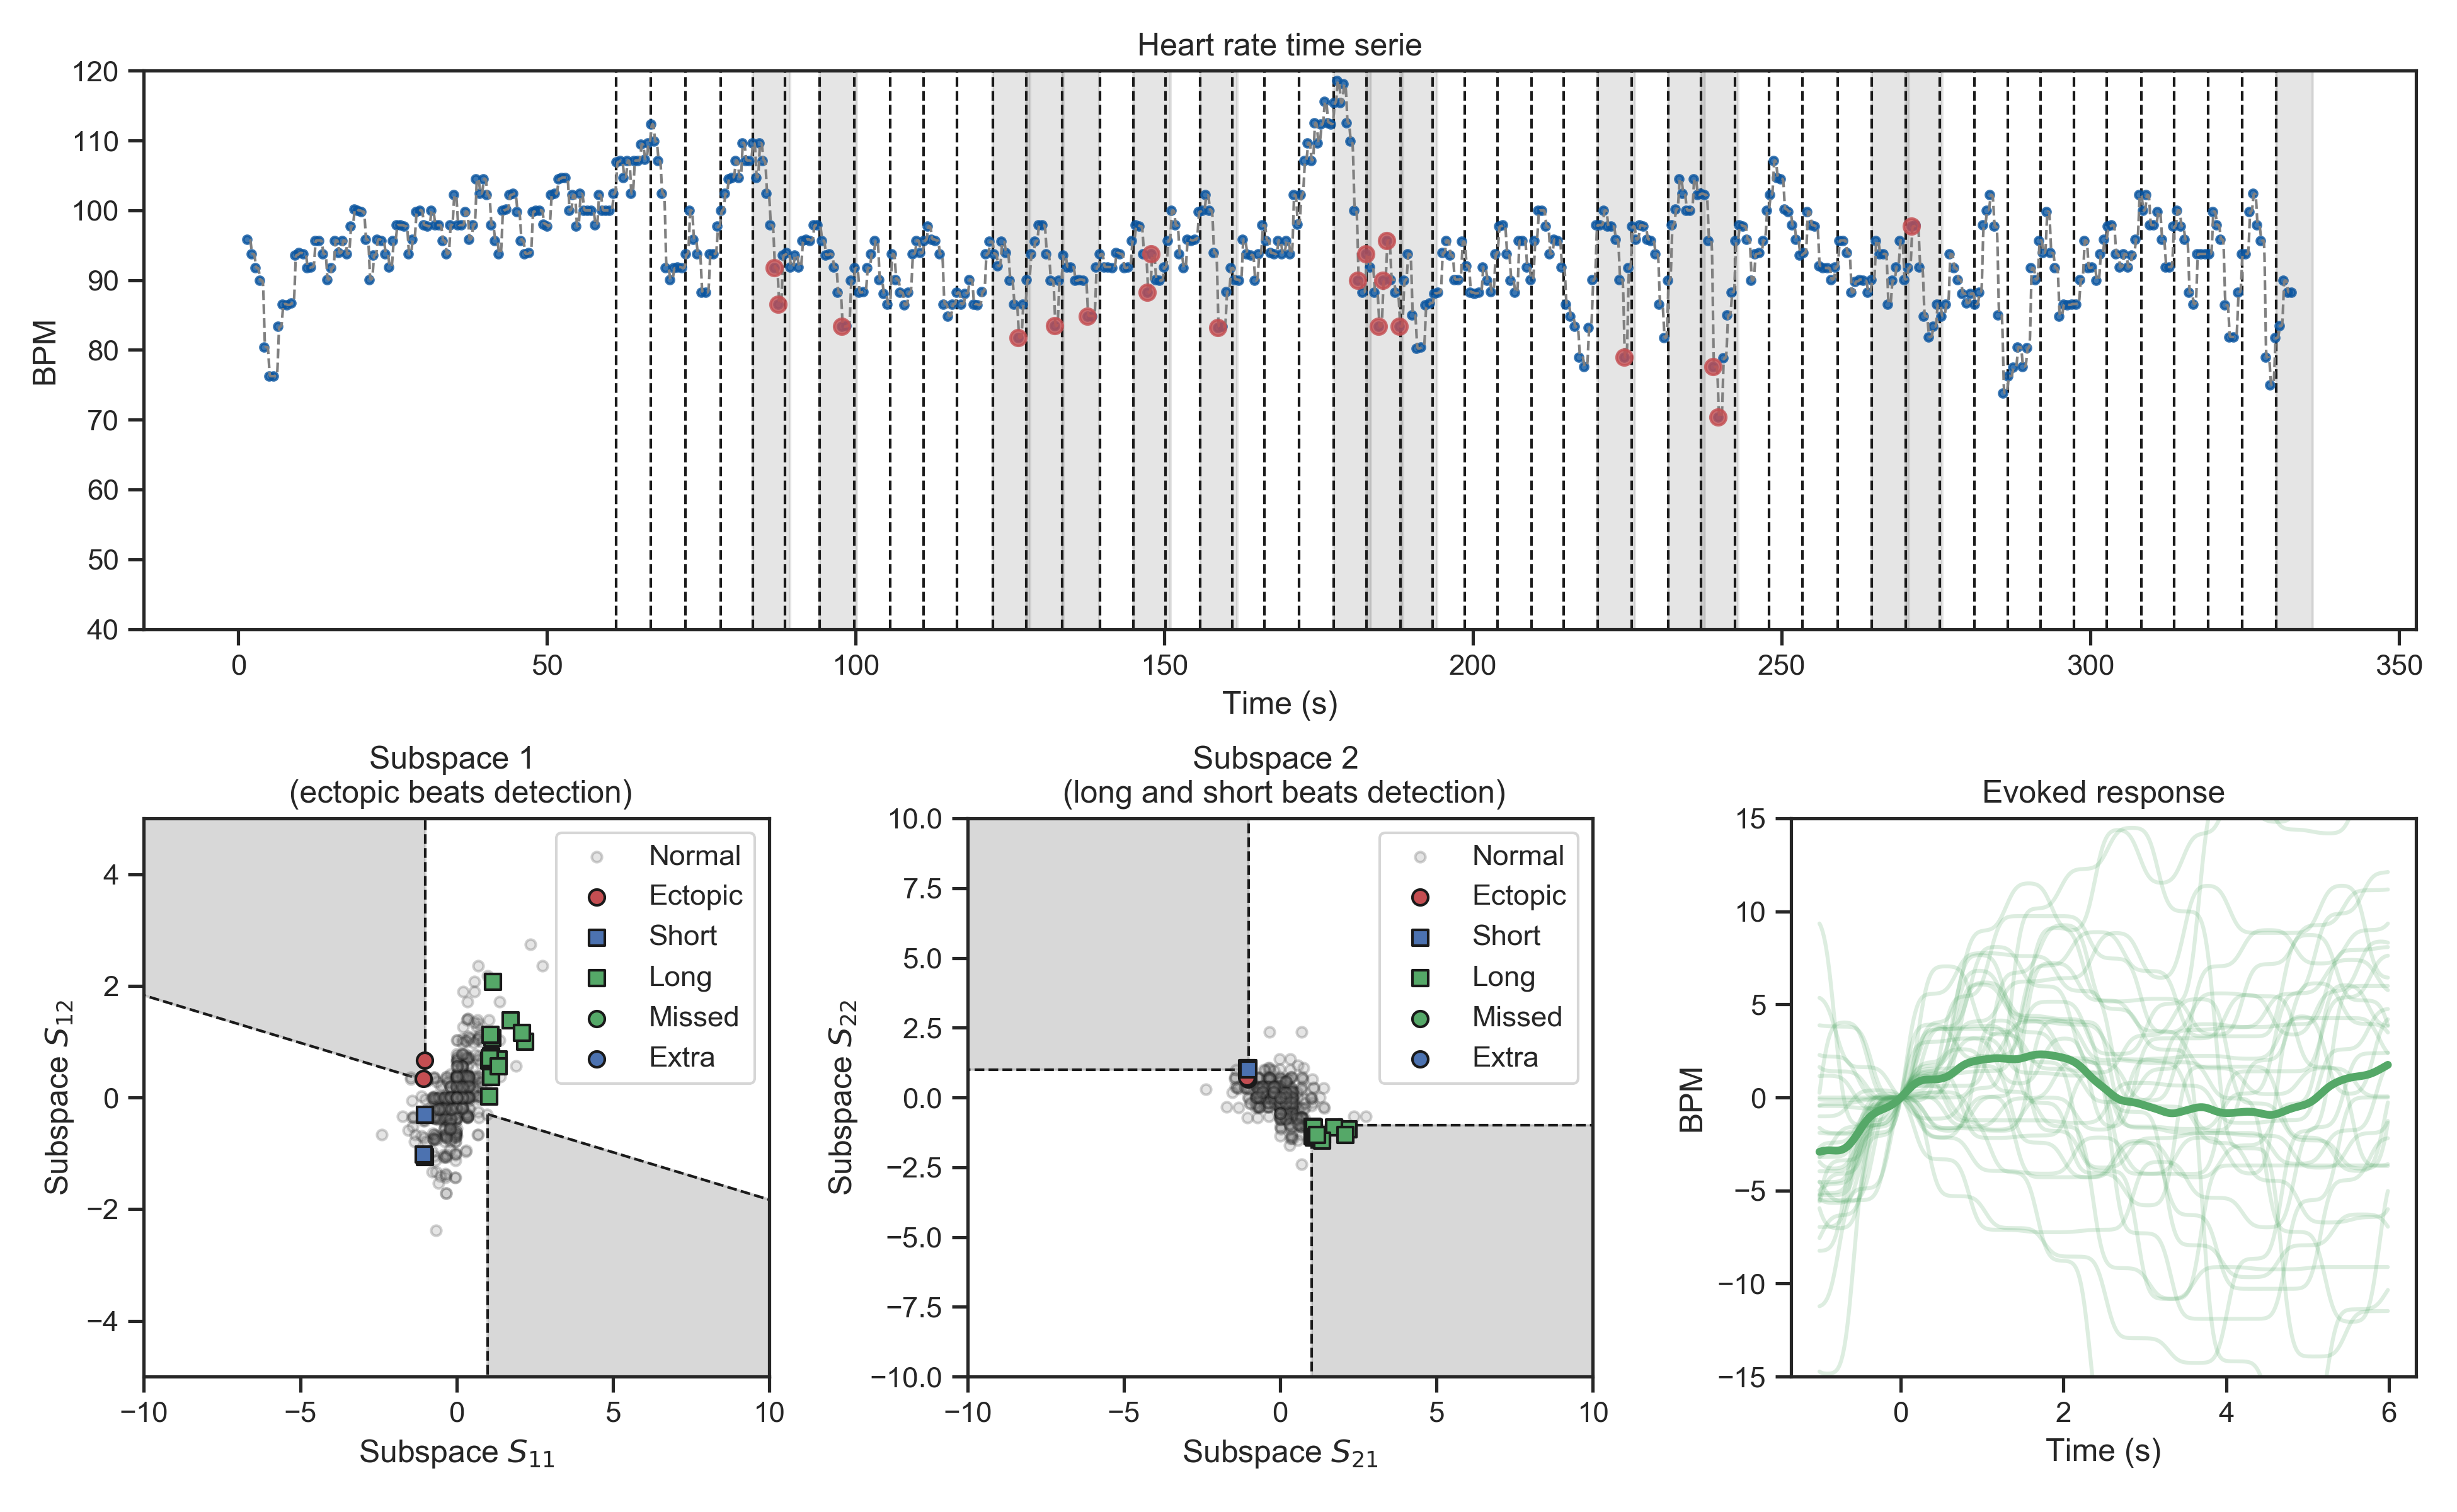 Heart rate time serie
120
110
100
90
80
70
60
50
40
BPM
0 50 100 150 200 250 300 350
Time (s)
Subspace 1
(ectopic beats detection)
4
2
0
−2
−4
Subspace S12
−10 −5 0 5 10
Subspace S11
Normal
Ectopic
Short
Long
Missed
Extra
Subspace 2
(long and short beats detection)
10.0
7.5
5.0
2.5
0.0
−2.5
−5.0
−7.5
−10.0
Subspace S22
−10 −5 0 5 10
Subspace S21
Normal
Ectopic
Short
Long
Missed
Extra
Evoked response
15
10
5
0
−5
−10
−15
BPM
0 2 4 6
Time (s)